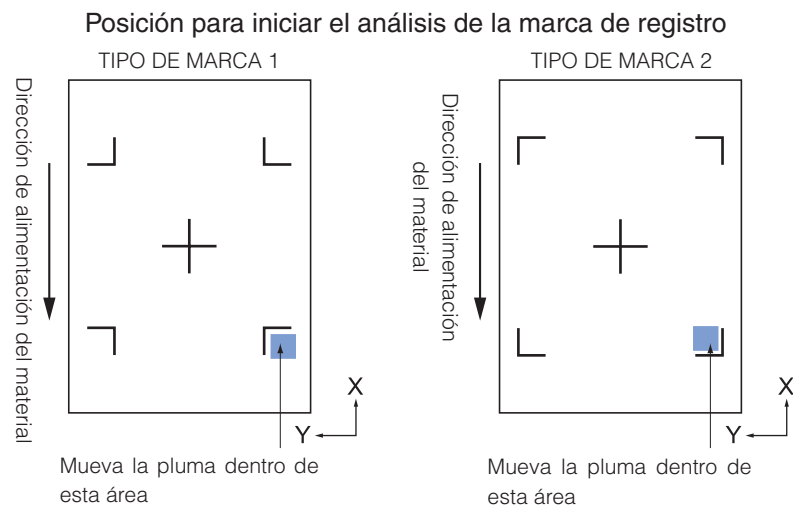 Posición para iniciar el análisis de la marca de registro
TIPO DE MARCA 1
Dirección de alimentación del material
X
Y
Mueva la pluma dentro de
esta área
TIPO DE MARCA 2
Dirección de alimentación
del material
X
Y
Mueva la pluma dentro de
esta área